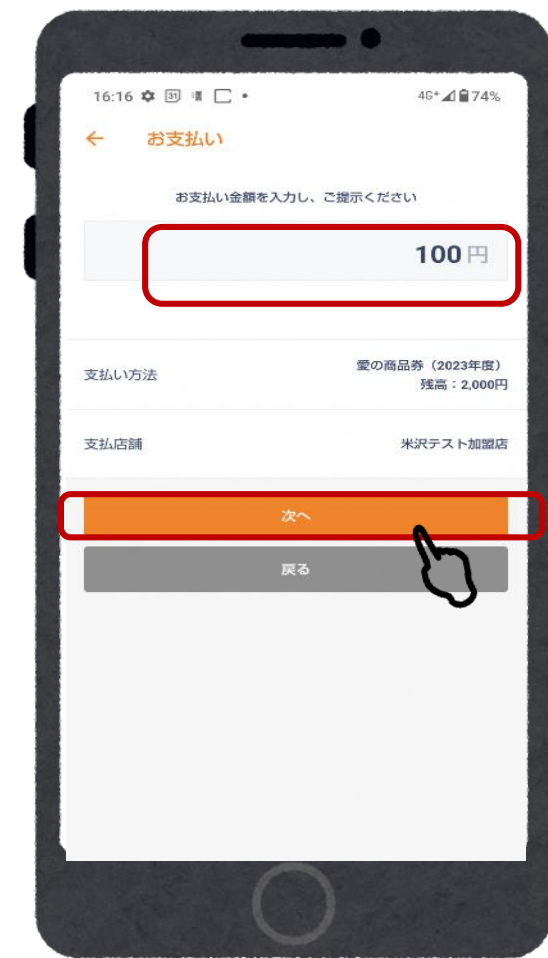 16:16 31 4G+ 74%
← お支払い
お支払い金額を入力し、ご提示ください
100 円
支払い方法 愛の商品券（2023年度）
残高：2,000円
支払店舗 米沢テスト加盟店
次へ
戻る